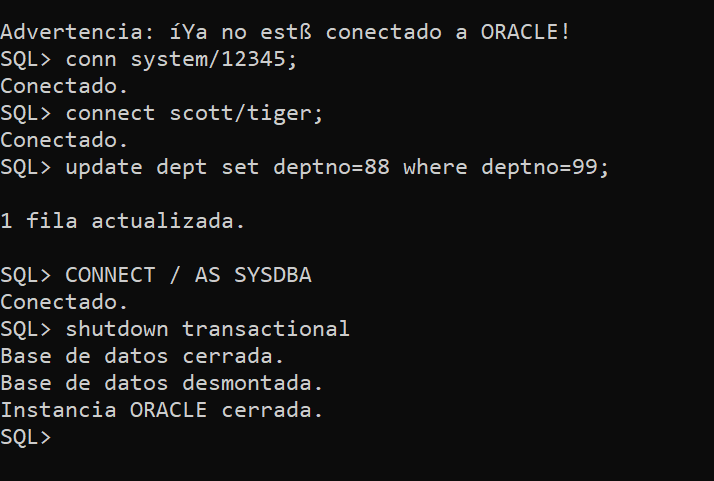 Advertencia: íYa no estß conectado a ORACLE!
SQL> conn system/12345;
Conectado.
SQL> connect scott/tiger;
Conectado.
SQL> update dept set deptno=88 where deptno=99;
1 fila actualizada.
SQL> CONNECT / AS SYSDBA
Conectado.
SQL> shutdown transactional
Base de datos cerrada.
Base de datos desmontada.
Instancia ORACLE cerrada.
SQL>